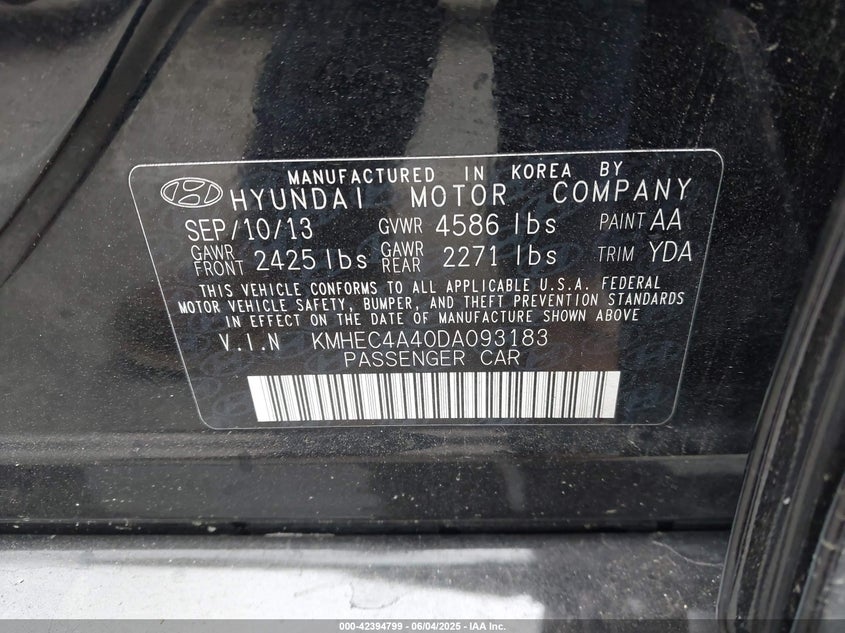 MANUFACTURED IN KOREA BY
HYUNDAI MOTOR COMPANY
SEP/10/13 GVWR 4586 lbs PAINT AA
GAWR FRONT 2425 lbs GAWR REAR 2271 lbs TRIM YDA
THIS VEHICLE CONFORMS TO ALL APPLICABLE U.S.A. FEDERAL
MOTOR VEHICLE SAFETY, BUMPER, AND THEFT PREVENTION STANDARDS
IN EFFECT ON THE DATE OF MANUFACTURE SHOWN ABOVE
V.I.N KMHEC4A40DA093183
PASSENGER CAR
000-42394799 - 06/04/2025 - IAA Inc.